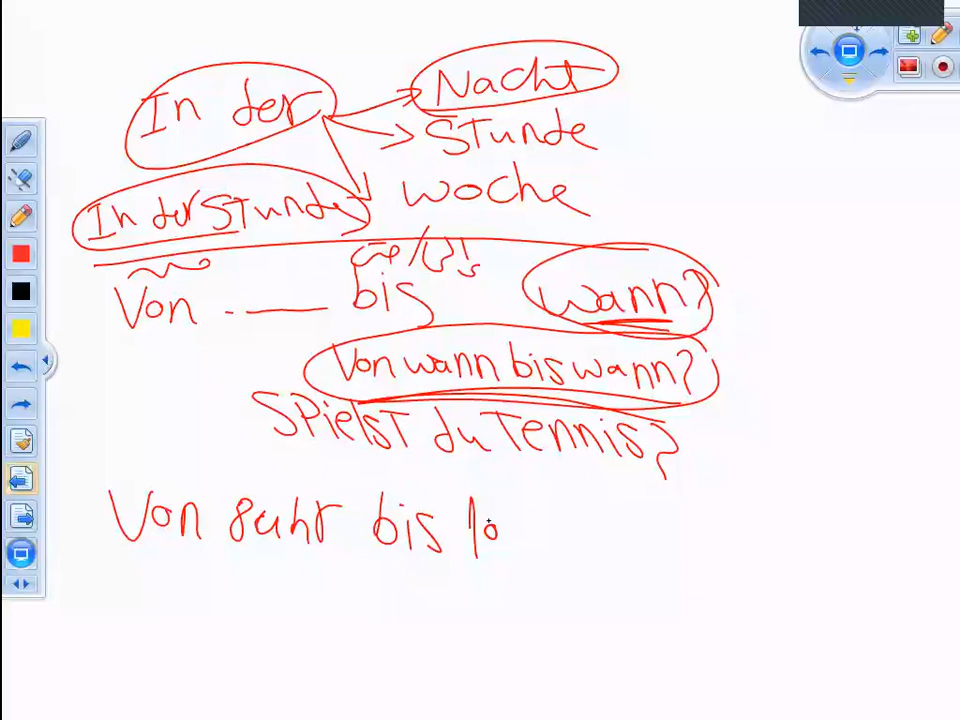 In der Nacht
Stunde
In der Stunde Woche
Von .___ bis wann?
Von wann bis wann?
Spielst du Tennis?
Von 8 uhr bis 10